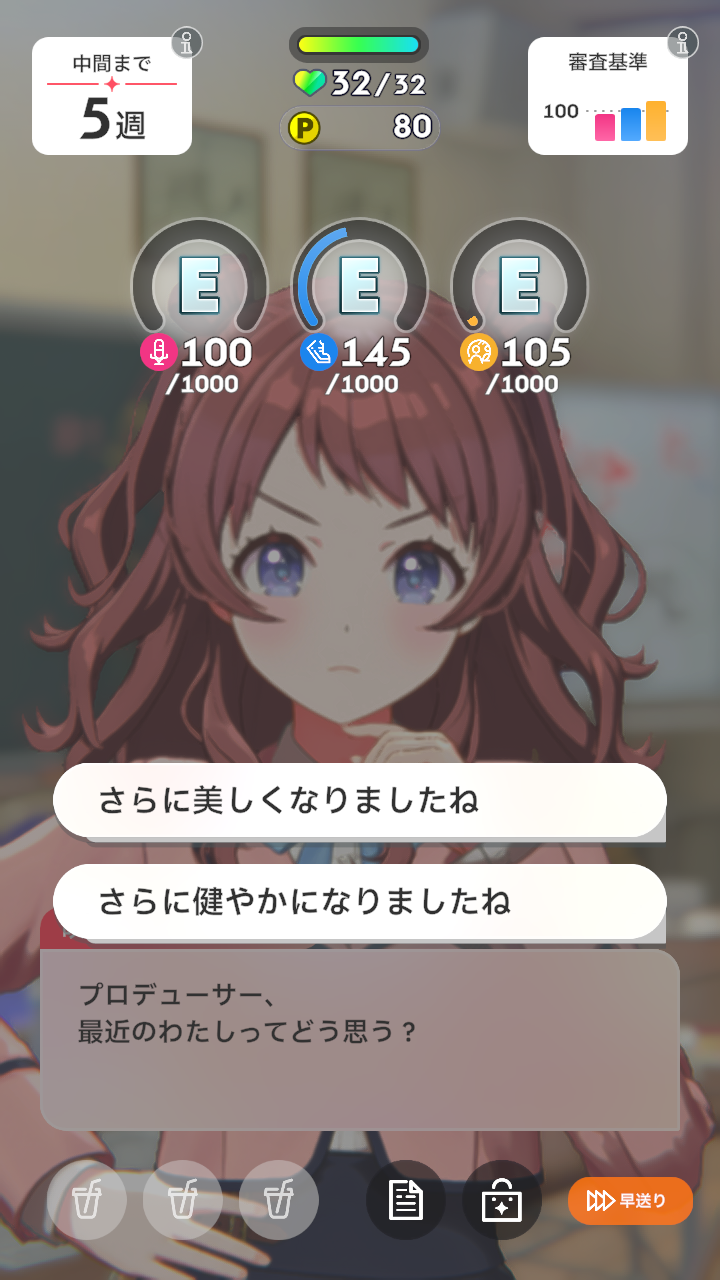 中間まで
5週
32/32
P 80
審査基準
100
E E E
100 145 105
/1000 /1000 /1000
さらに美しくなりましたね
さらに健やかになりましたね
プロデューサー、
最近のわたしってどう思う？
早送り